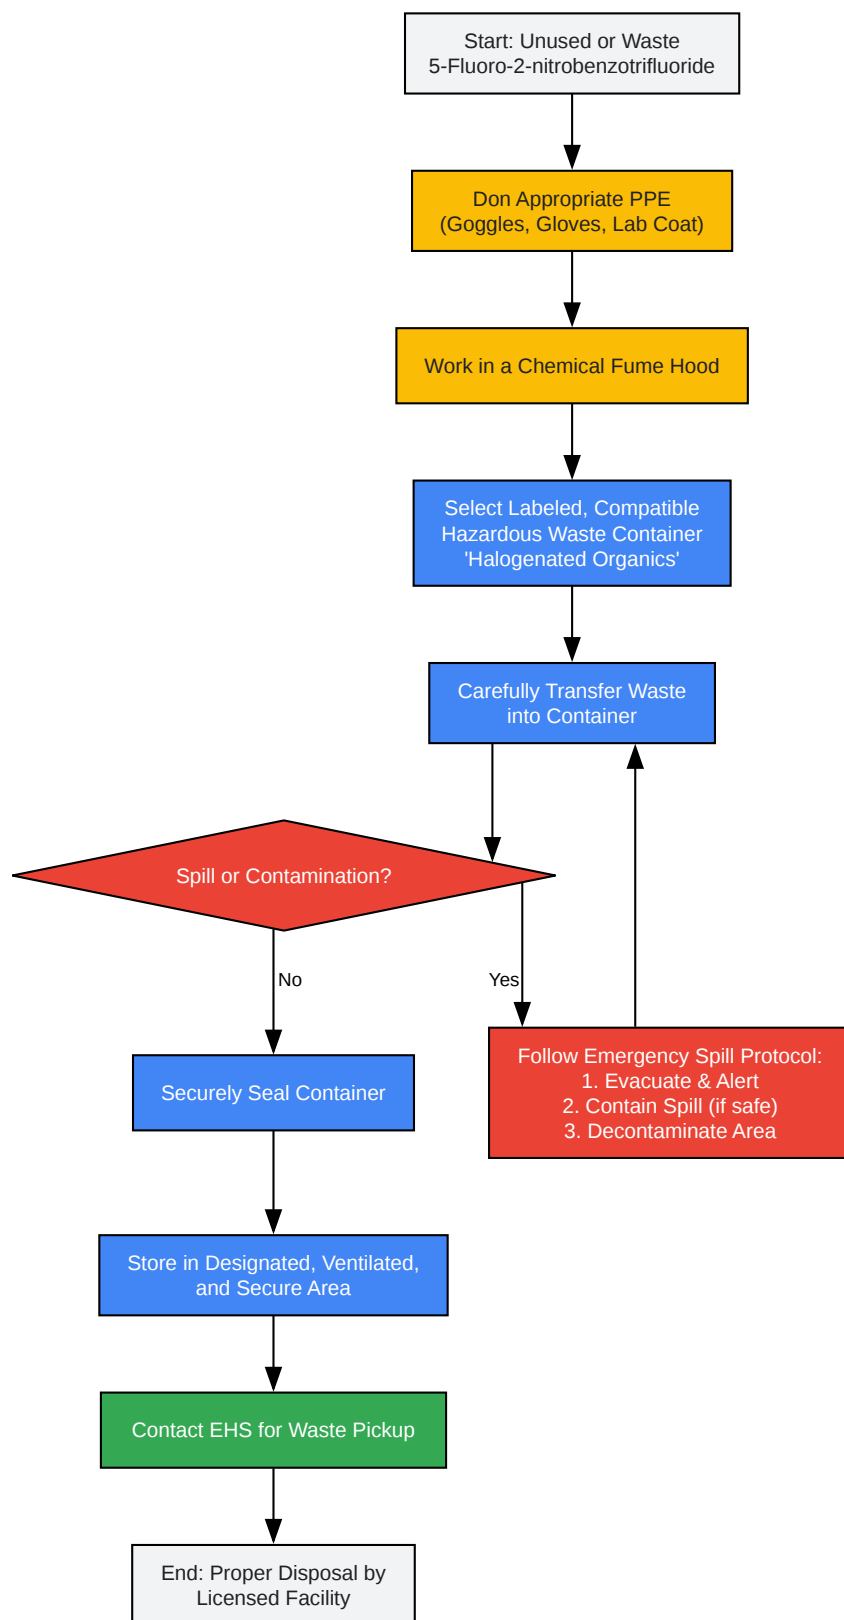 Start: Unused or Waste
5-Fluoro-2-nitrobenzotrifluoride
Don Appropriate PPE
(Goggles, Gloves, Lab Coat)
Work in a Chemical Fume Hood
Select Labeled, Compatible
Hazardous Waste Container
'Halogenated Organics'
Carefully Transfer Waste
into Container
Spill or Contamination?
No
Yes
Follow Emergency Spill Protocol:
1. Evacuate & Alert
2. Contain Spill (if safe)
3. Decontaminate Area
Securely Seal Container
Store in Designated, Ventilated,
and Secure Area
Contact EHS for Waste Pickup
End: Proper Disposal by
Licensed Facility